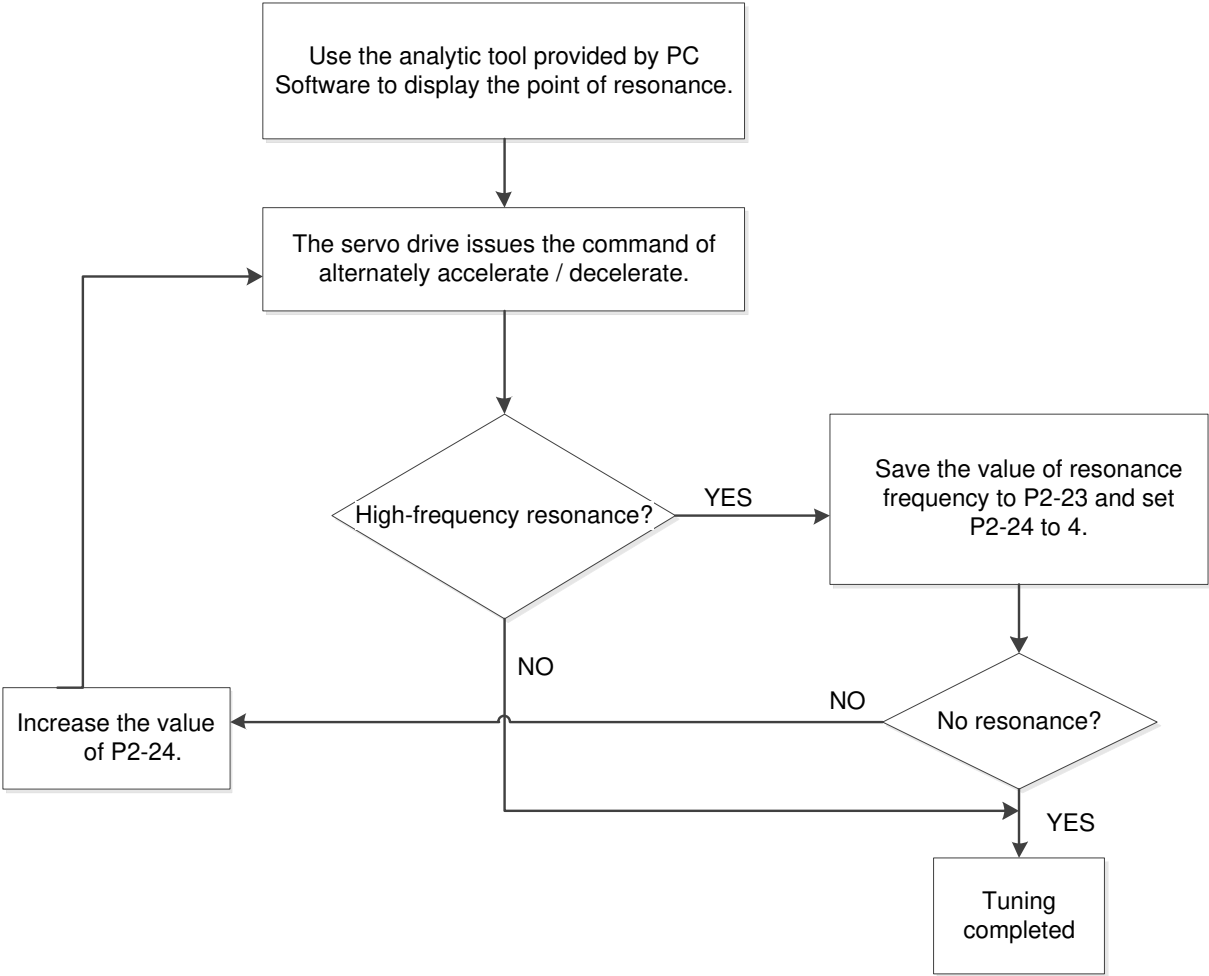 Use the analytic tool provided by PC
Software to display the point of resonance.
The servo drive issues the command of
alternately accelerate / decelerate.
High-frequency resonance?
YES
Save the value of resonance
frequency to P2-23 and set
P2-24 to 4.
NO
No resonance?
NO
Increase the value
of P2-24.
YES
Tuning
completed